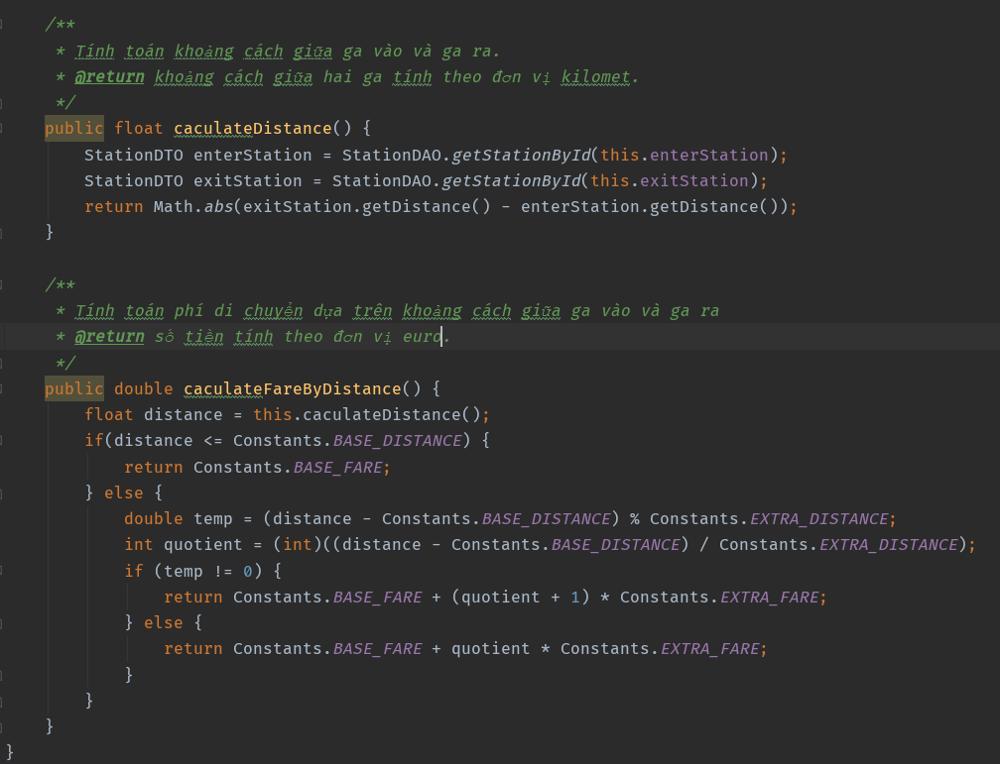 /**
 * Tính toán khoảng cách giữa ga vào và ga ra.
 * @return khoảng cách giữa hai ga tính theo đơn vị kilomet.
 */
public float caculateDistance() {
    StationDTO enterStation = StationDAO.getStationById(this.enterStation);
    StationDTO exitStation = StationDAO.getStationById(this.exitStation);
    return Math.abs(exitStation.getDistance() - enterStation.getDistance());
}
/**
 * Tính toán phí di chuyển dựa trên khoảng cách giữa ga vào và ga ra
 * @return số tiền tính theo đơn vị euro.
 */
public double caculateFareByDistance() {
    float distance = this.caculateDistance();
    if(distance <= Constants.BASE_DISTANCE) {
        return Constants.BASE_FARE;
    } else {
        double temp = (distance - Constants.BASE_DISTANCE) % Constants.EXTRA_DISTANCE;
        int quotient = (int)((distance - Constants.BASE_DISTANCE) / Constants.EXTRA_DISTANCE);
        if (temp != 0) {
            return Constants.BASE_FARE + (quotient + 1) * Constants.EXTRA_FARE;
        } else {
            return Constants.BASE_FARE + quotient * Constants.EXTRA_FARE;
        }
    }
}
}